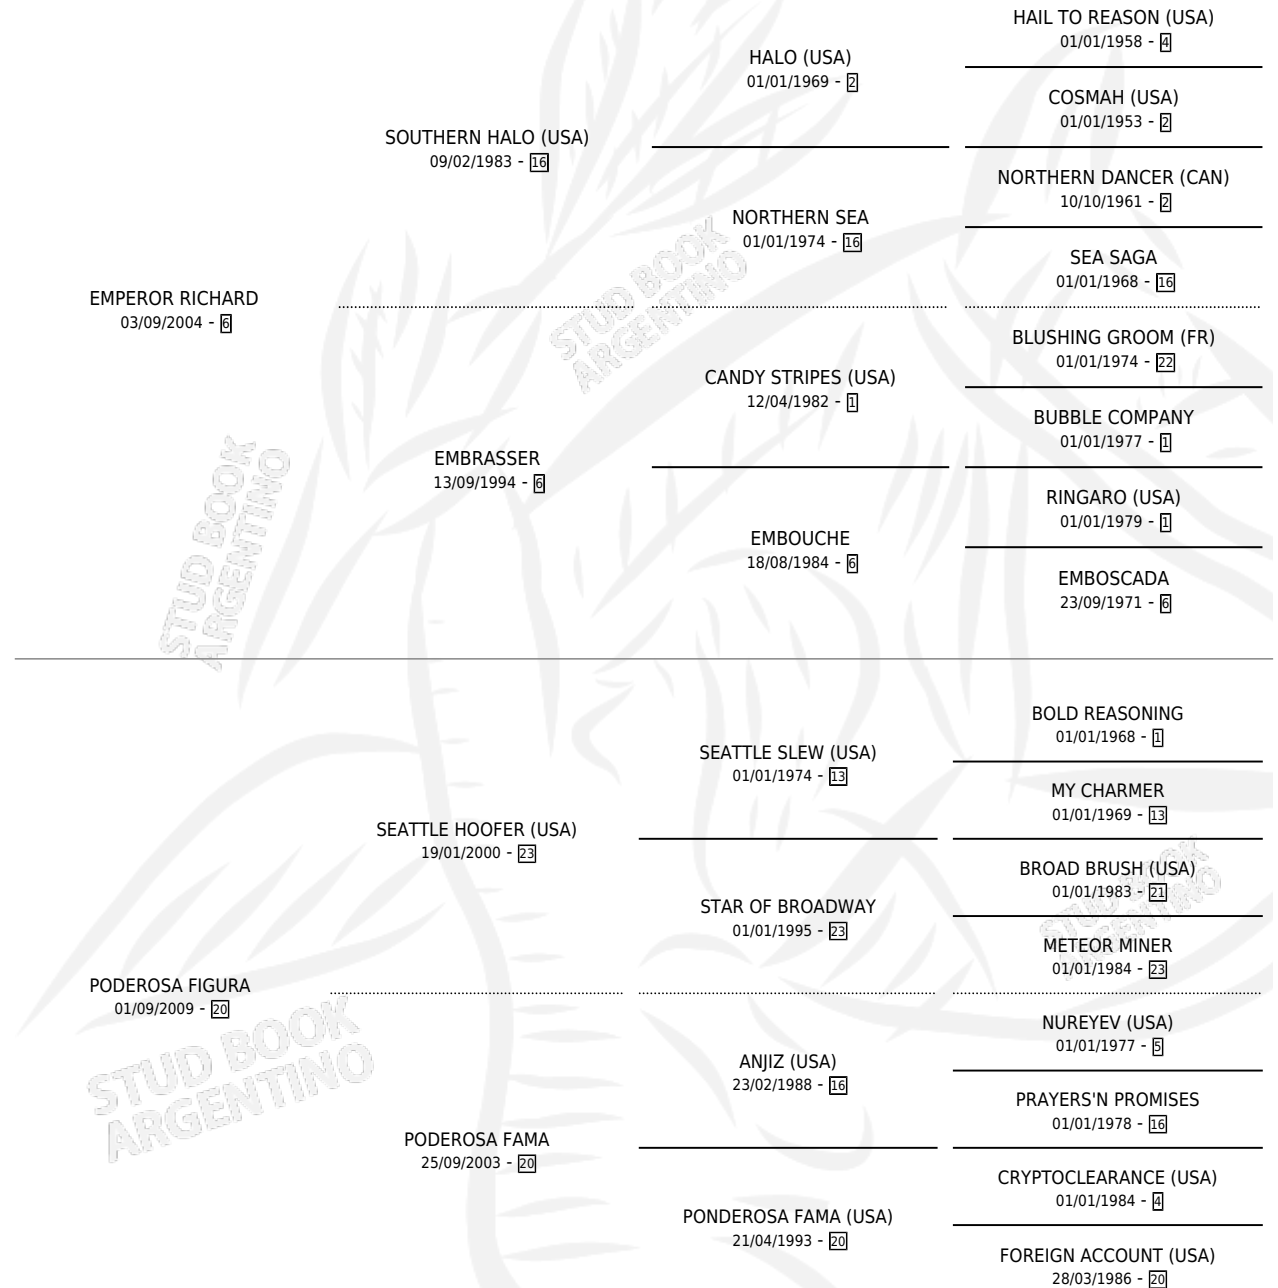 HAIL TO REASON (USA)
01/01/1958 - 4
HALO (USA)
01/01/1969 - 2
COSMAH (USA)
01/01/1953 - 2
SOUTHERN HALO (USA)
09/02/1983 - 16
NORTHERN DANCER (CAN)
10/10/1961 - 2
NORTHERN SEA
01/01/1974 - 16
SEA SAGA
01/01/1968 - 16
EMPEROR RICHARD
03/09/2004 - 6
BLUSHING GROOM (FR)
01/01/1974 - 22
CANDY STRIPES (USA)
12/04/1982 - 1
BUBBLE COMPANY
01/01/1977 - 1
EMBRASSER
13/09/1994 - 6
RINGARO (USA)
01/01/1979 - 1
EMBOUCHE
18/08/1984 - 6
EMBOSCADA
23/09/1971 - 6
STUD BOOK
ARGENTINO
STUD BOOK
ARGENTINO
BOLD REASONING
01/01/1968 - 1
SEATTLE SLEW (USA)
01/01/1974 - 13
MY CHARMER
01/01/1969 - 13
SEATTLE HOOFER (USA)
19/01/2000 - 23
BROAD BRUSH (USA)
01/01/1983 - 21
STAR OF BROADWAY
01/01/1995 - 23
METEOR MINER
01/01/1984 - 23
PODEROSA FIGURA
01/09/2009 - 20
NUREYEV (USA)
01/01/1977 - 5
ANJIZ (USA)
23/02/1988 - 16
PRAYERS'N PROMISES
01/01/1978 - 16
PODEROSA FAMA
25/09/2003 - 20
CRYPTOCLEARANCE (USA)
01/01/1984 - 4
PONDEROSA FAMA (USA)
21/04/1993 - 20
FOREIGN ACCOUNT (USA)
28/03/1986 - 20
STUD BOOK
ARGENTINO
STUD BOOK
ARGENTINO